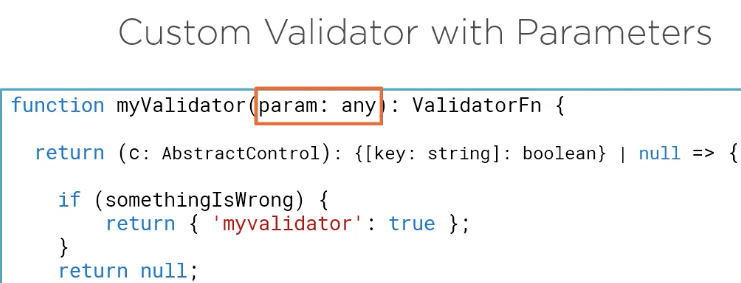 Custom Validator with Parameters
function myValidator(param: any): ValidatorFn {
return (c: AbstractControl): {[key: string]: boolean} | null => {
if (somethingIsWrong) {
return { 'myvalidator': true };
}
return null;